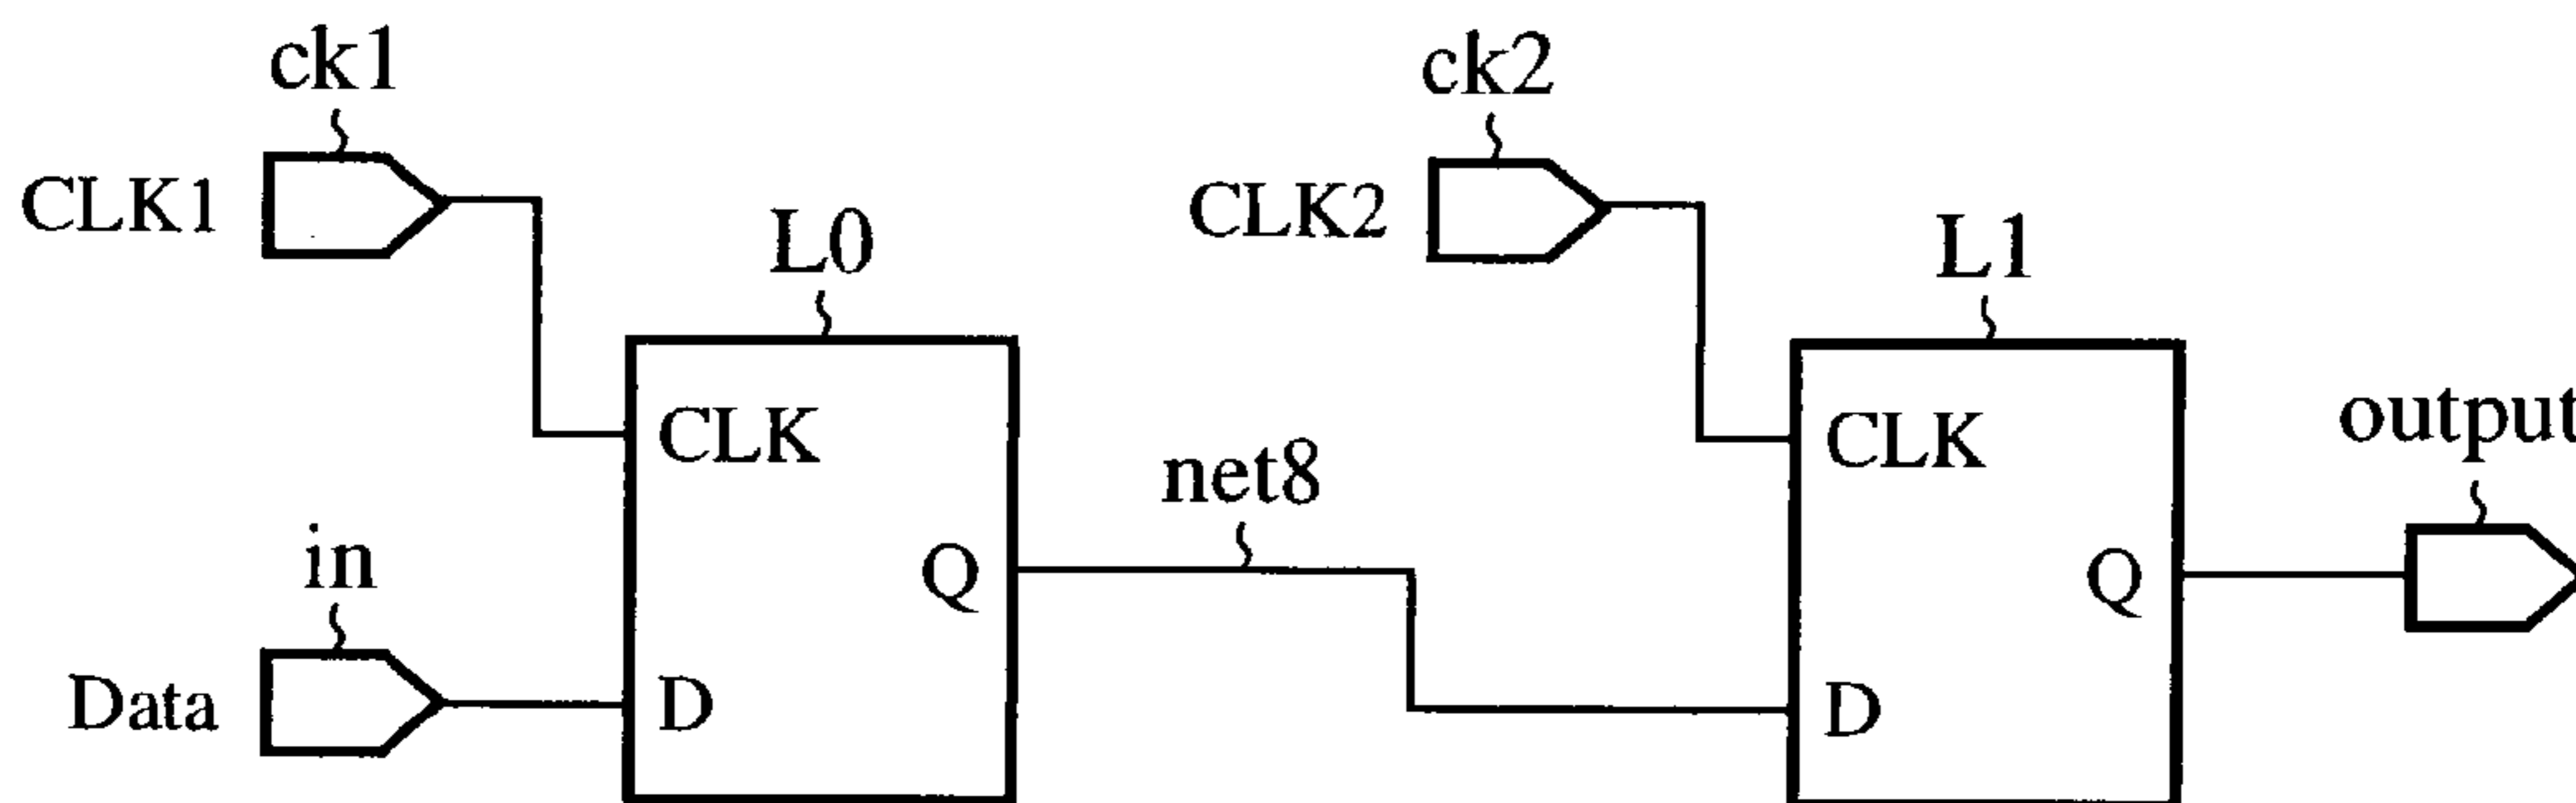 ck1
CLK1
ck2
CLK2
L0
L1
CLK
CLK
output
net8
in
Q
Q
Data
D
D